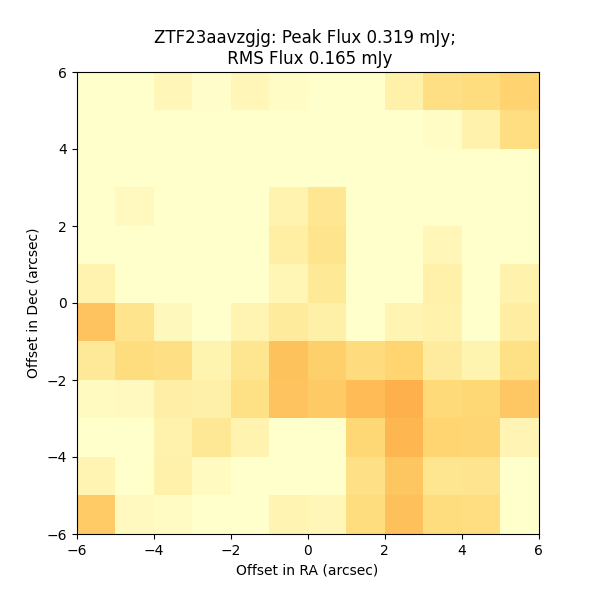 ZTF23aavzgjg: Peak Flux 0.319 mJy;
RMS Flux 0.165 mJy
6
4
2
0
−2
−4
−6
Offset in Dec (arcsec)
−6 −4 −2 0 2 4 6
Offset in RA (arcsec)